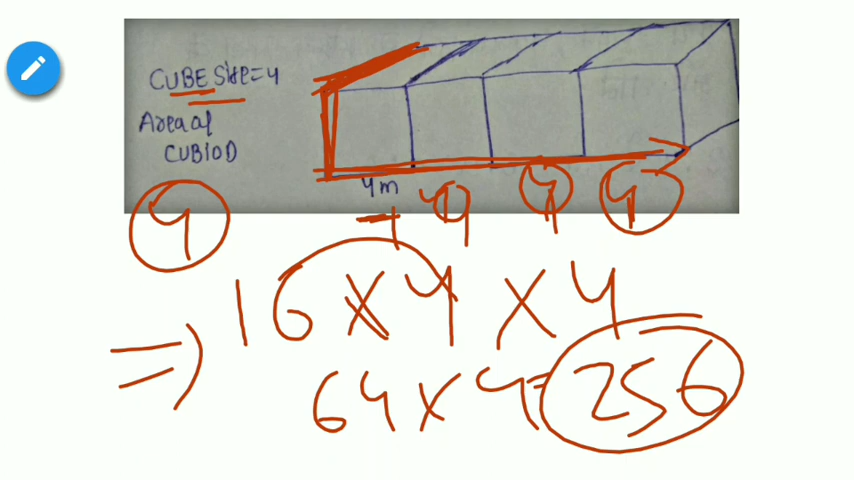 CUBE Side=4
Area of
CUBIOD
4m
4 4 4
4
⇒ 16 × 4 × 4
64 × 4 = 256